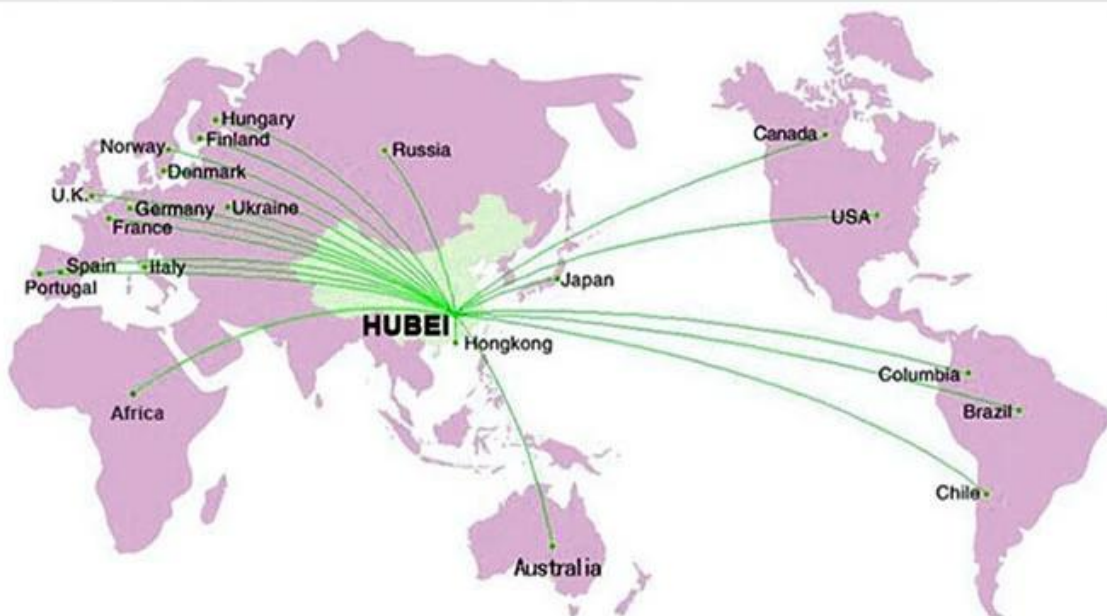 Hungary
Finland
Norway
Russia
Canada
Denmark
U.K.
Germany
Ukraine
USA
France
Spain
Italy
Japan
Portugal
HUBEI
Hongkong
Columbia
Africa
Brazil
Chile
Australia